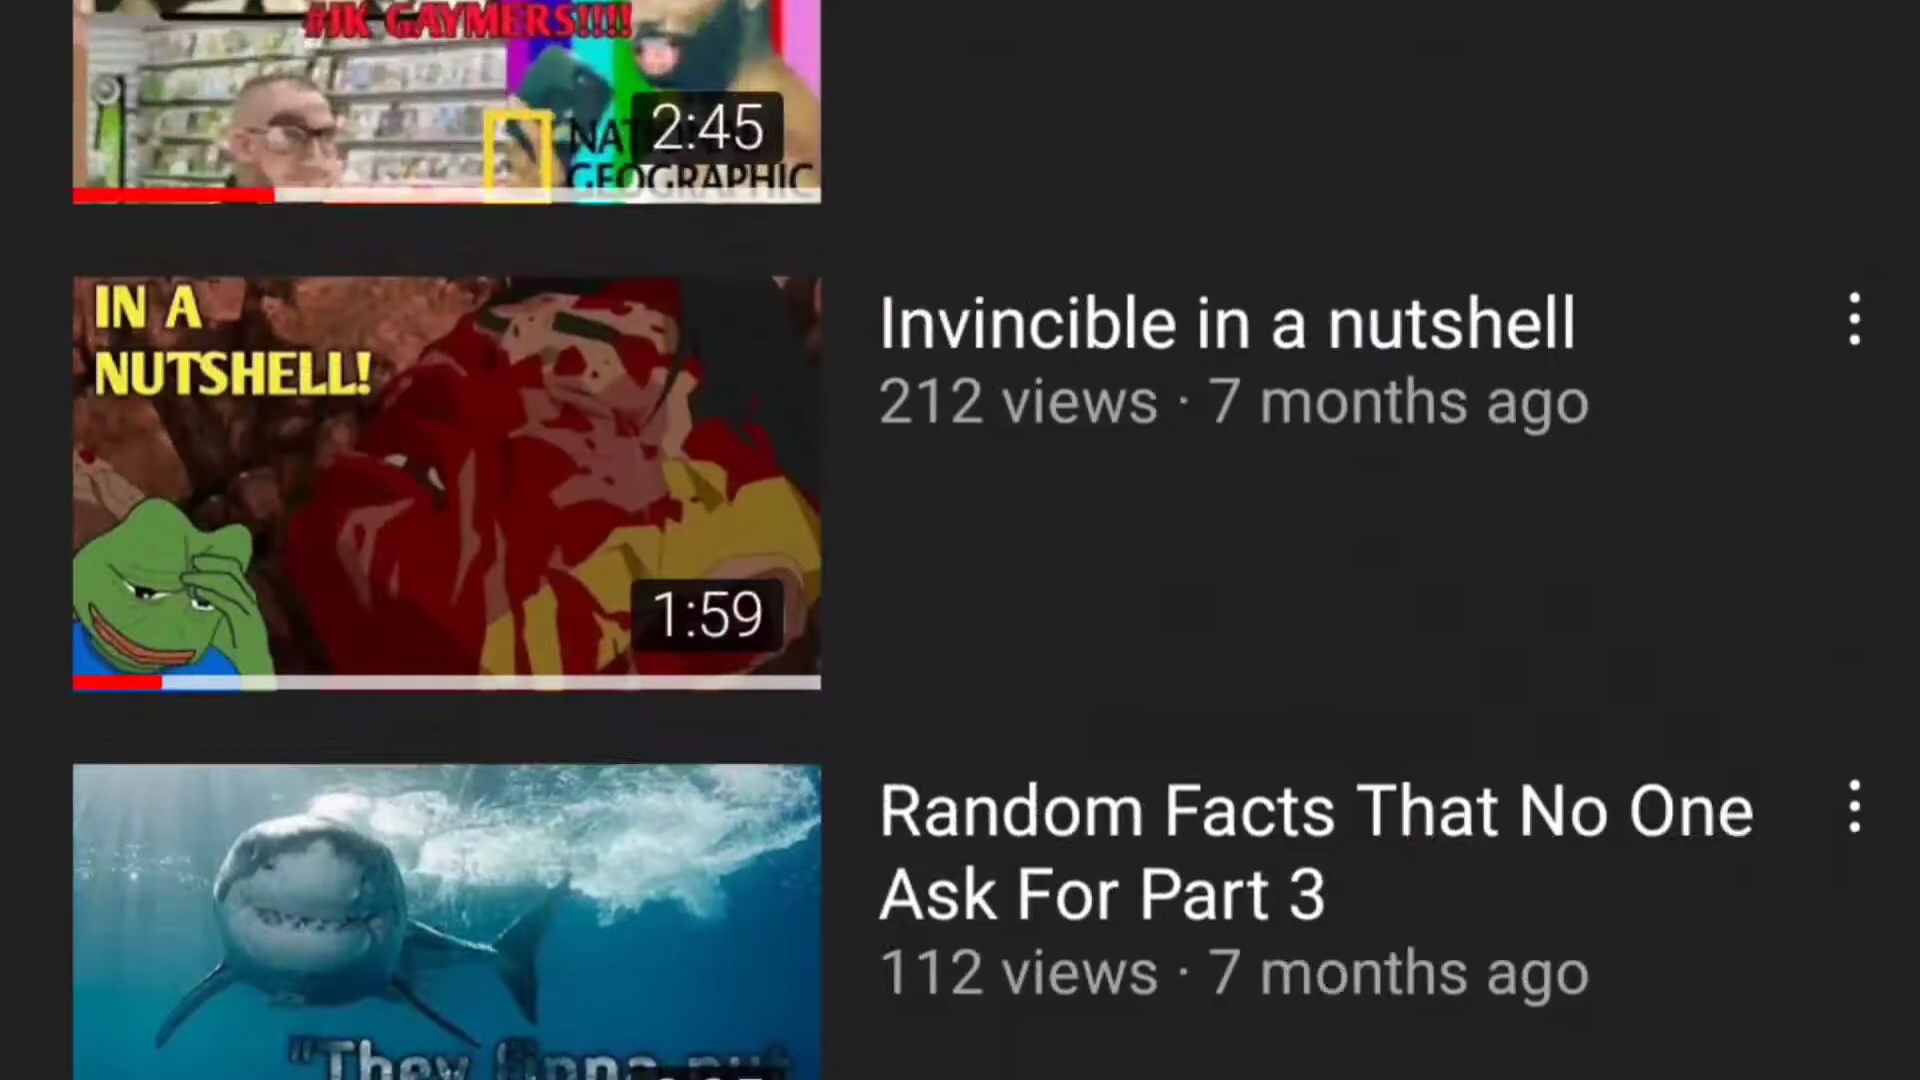 #JK GAYMERS!!!!
2:45
GEOGRAPHIC
IN A
NUTSHELL!
1:59
Invincible in a nutshell
212 views · 7 months ago
Random Facts That No One
Ask For Part 3
112 views · 7 months ago
"They